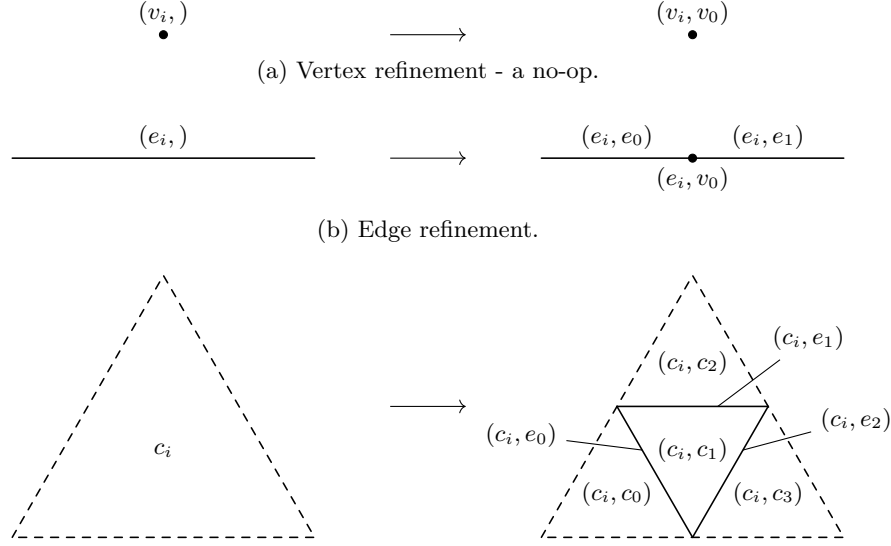 (v_i, ) (v_i, v_0)
(a) Vertex refinement - a no-op.
(e_i, ) (e_i, e_0) (e_i, e_1)
(e_i, v_0)
(b) Edge refinement.
(c_i, e_1)
(c_i, c_2)
(c_i, e_2)
(c_i, e_0)
c_i (c_i, c_1)
(c_i, c_0) (c_i, c_3)